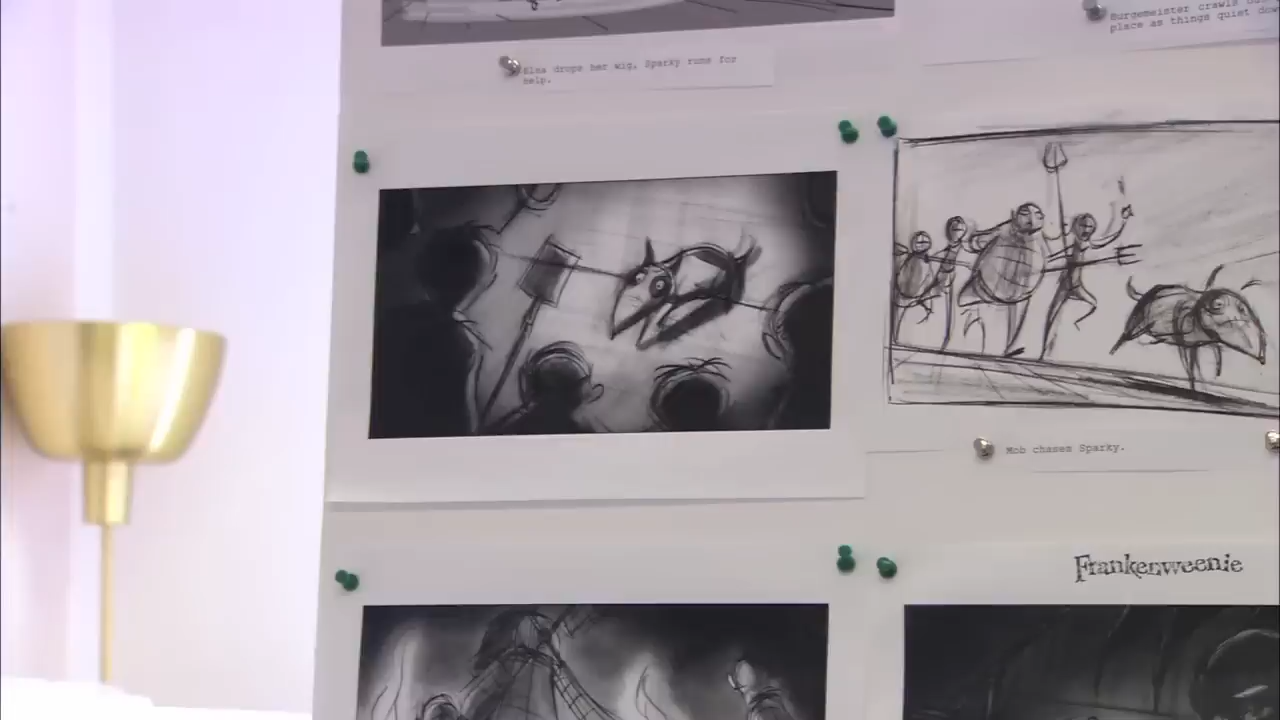 Elsa drops her wig, Sparky runs for
help.
Burgemeister crawls
place as things quiet
Mob chases Sparky.
Frankenweenie